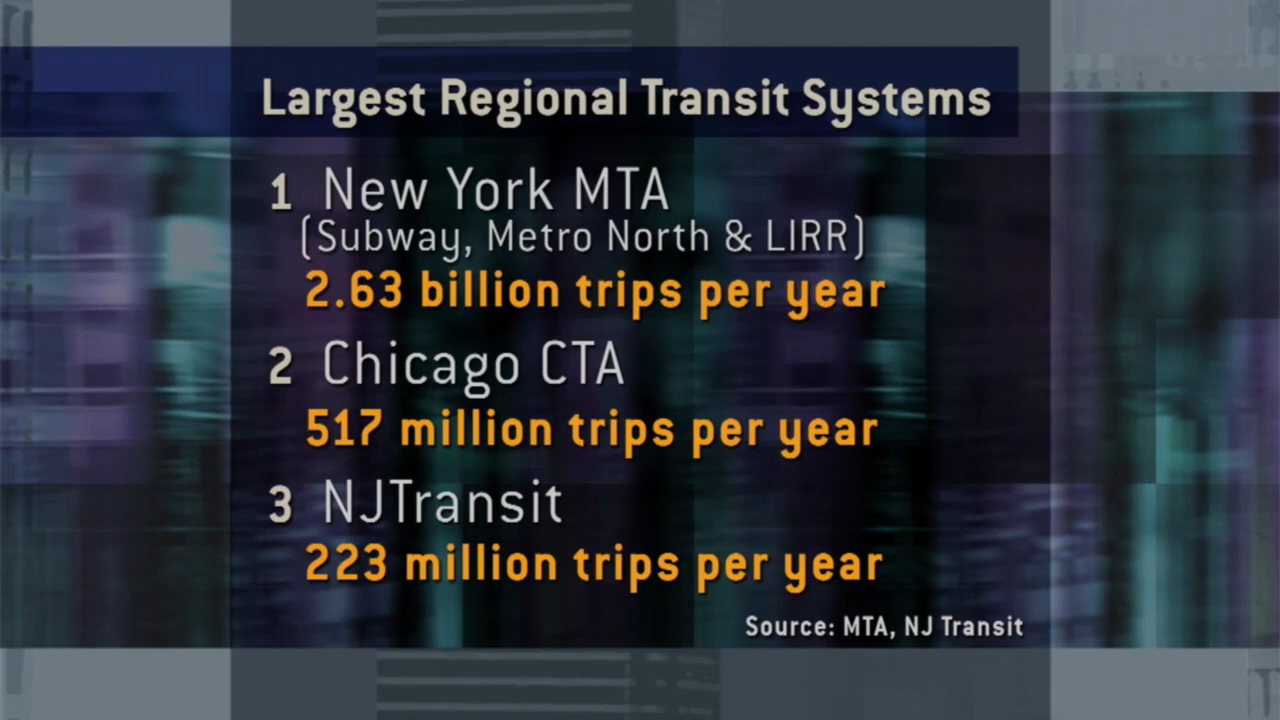 Largest Regional Transit Systems
1 New York MTA
(Subway, Metro North & LIRR)
2.63 billion trips per year
2 Chicago CTA
517 million trips per year
3 NJTransit
223 million trips per year
Source: MTA, NJ Transit